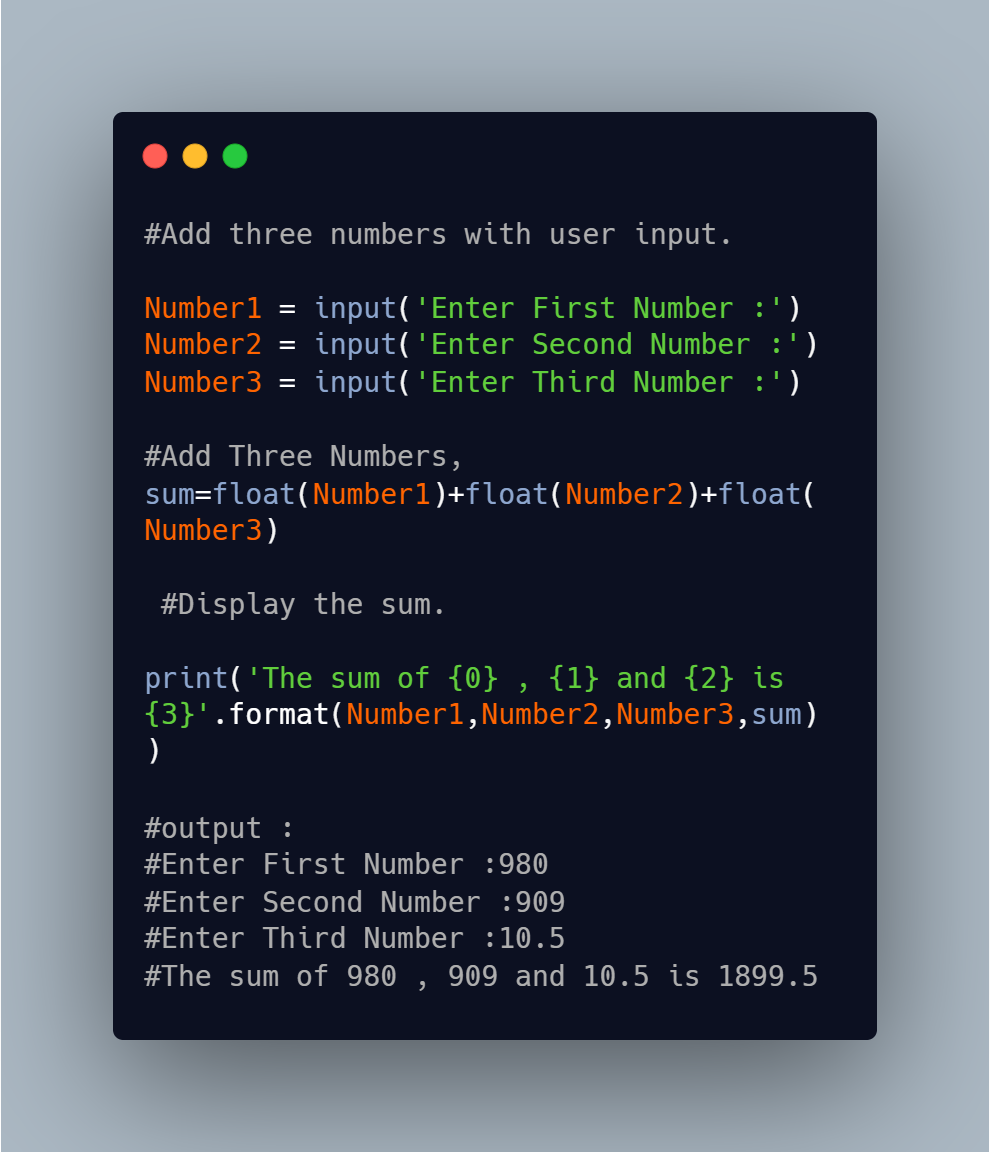 #Add three numbers with user input.
Number1 = input('Enter First Number :')
Number2 = input('Enter Second Number :')
Number3 = input('Enter Third Number :')
#Add Three Numbers,
sum=float(Number1)+float(Number2)+float(
Number3)
 #Display the sum.
print('The sum of {0} , {1} and {2} is
{3}'.format(Number1,Number2,Number3,sum)
)
#output :
#Enter First Number :980
#Enter Second Number :909
#Enter Third Number :10.5
#The sum of 980 , 909 and 10.5 is 1899.5